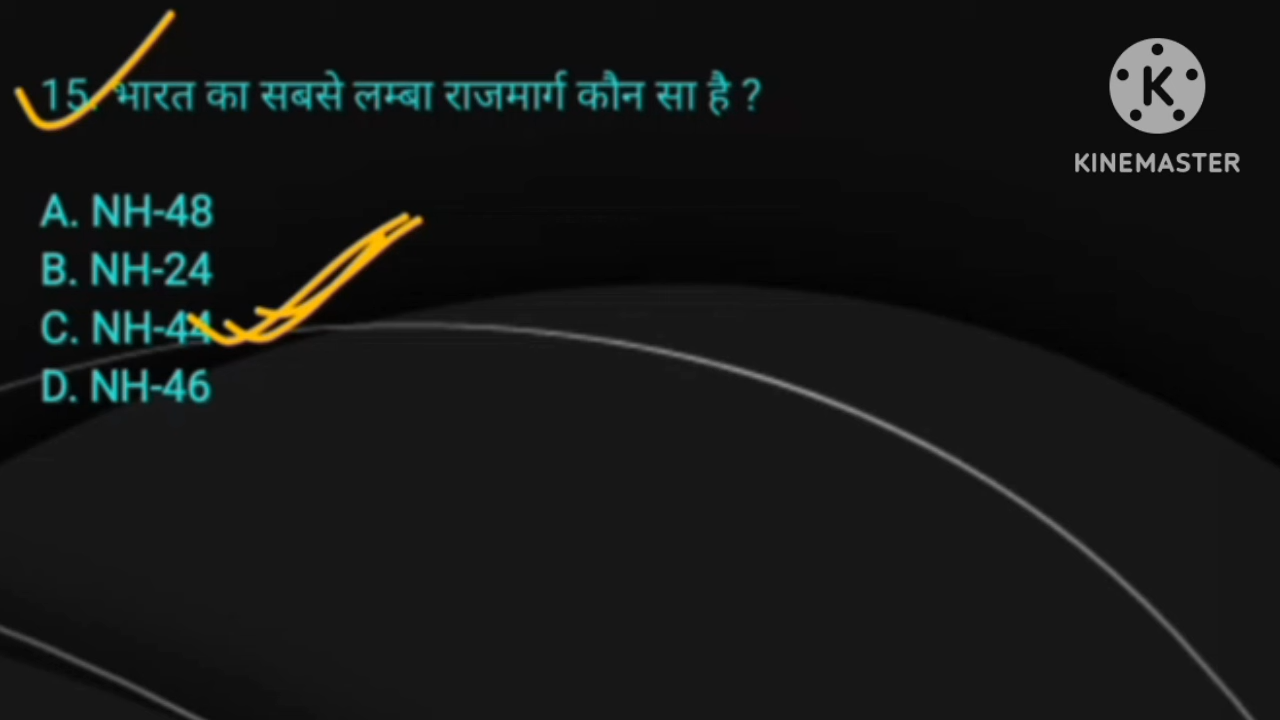 15. भारत का सबसे लम्बा राजमार्ग कौन सा है ?
KINEMASTER
A. NH-48
B. NH-24
C. NH-44
D. NH-46